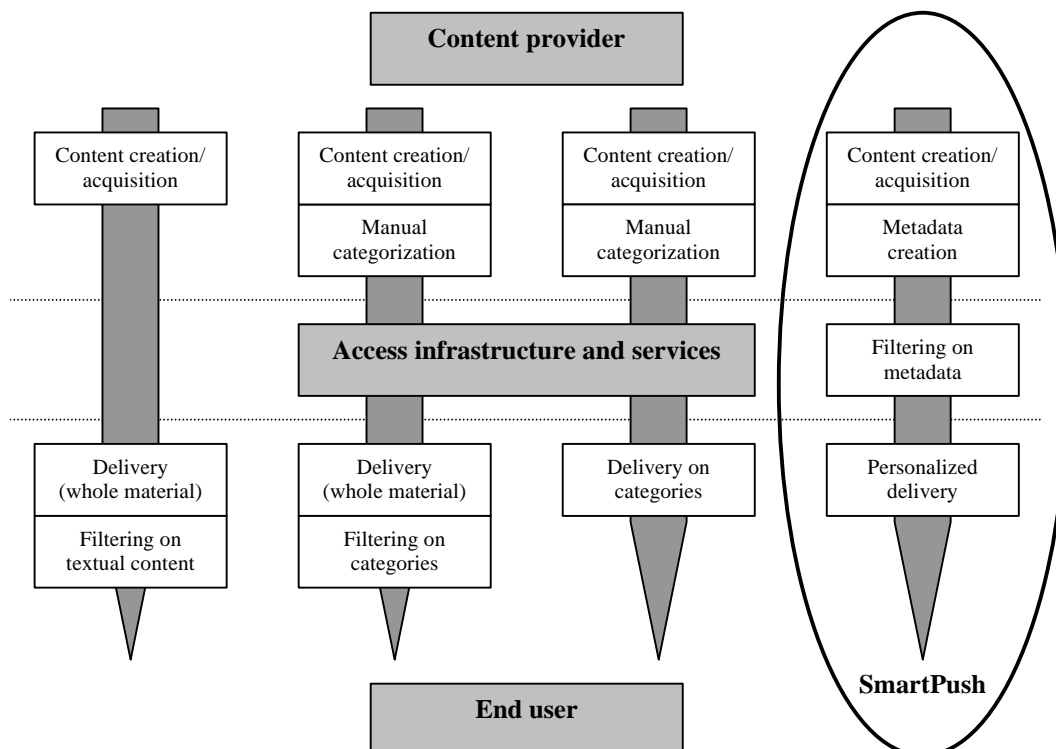 Content provider
Content creation/
acquisition
Content creation/
acquisition
Manual
categorization
Content creation/
acquisition
Manual
categorization
Content creation/
acquisition
Metadata
creation
Access infrastructure and services
Filtering on
metadata
Delivery
(whole material)
Filtering on
textual content
Delivery
(whole material)
Filtering on
categories
Delivery on
categories
Personalized
delivery
SmartPush
End user